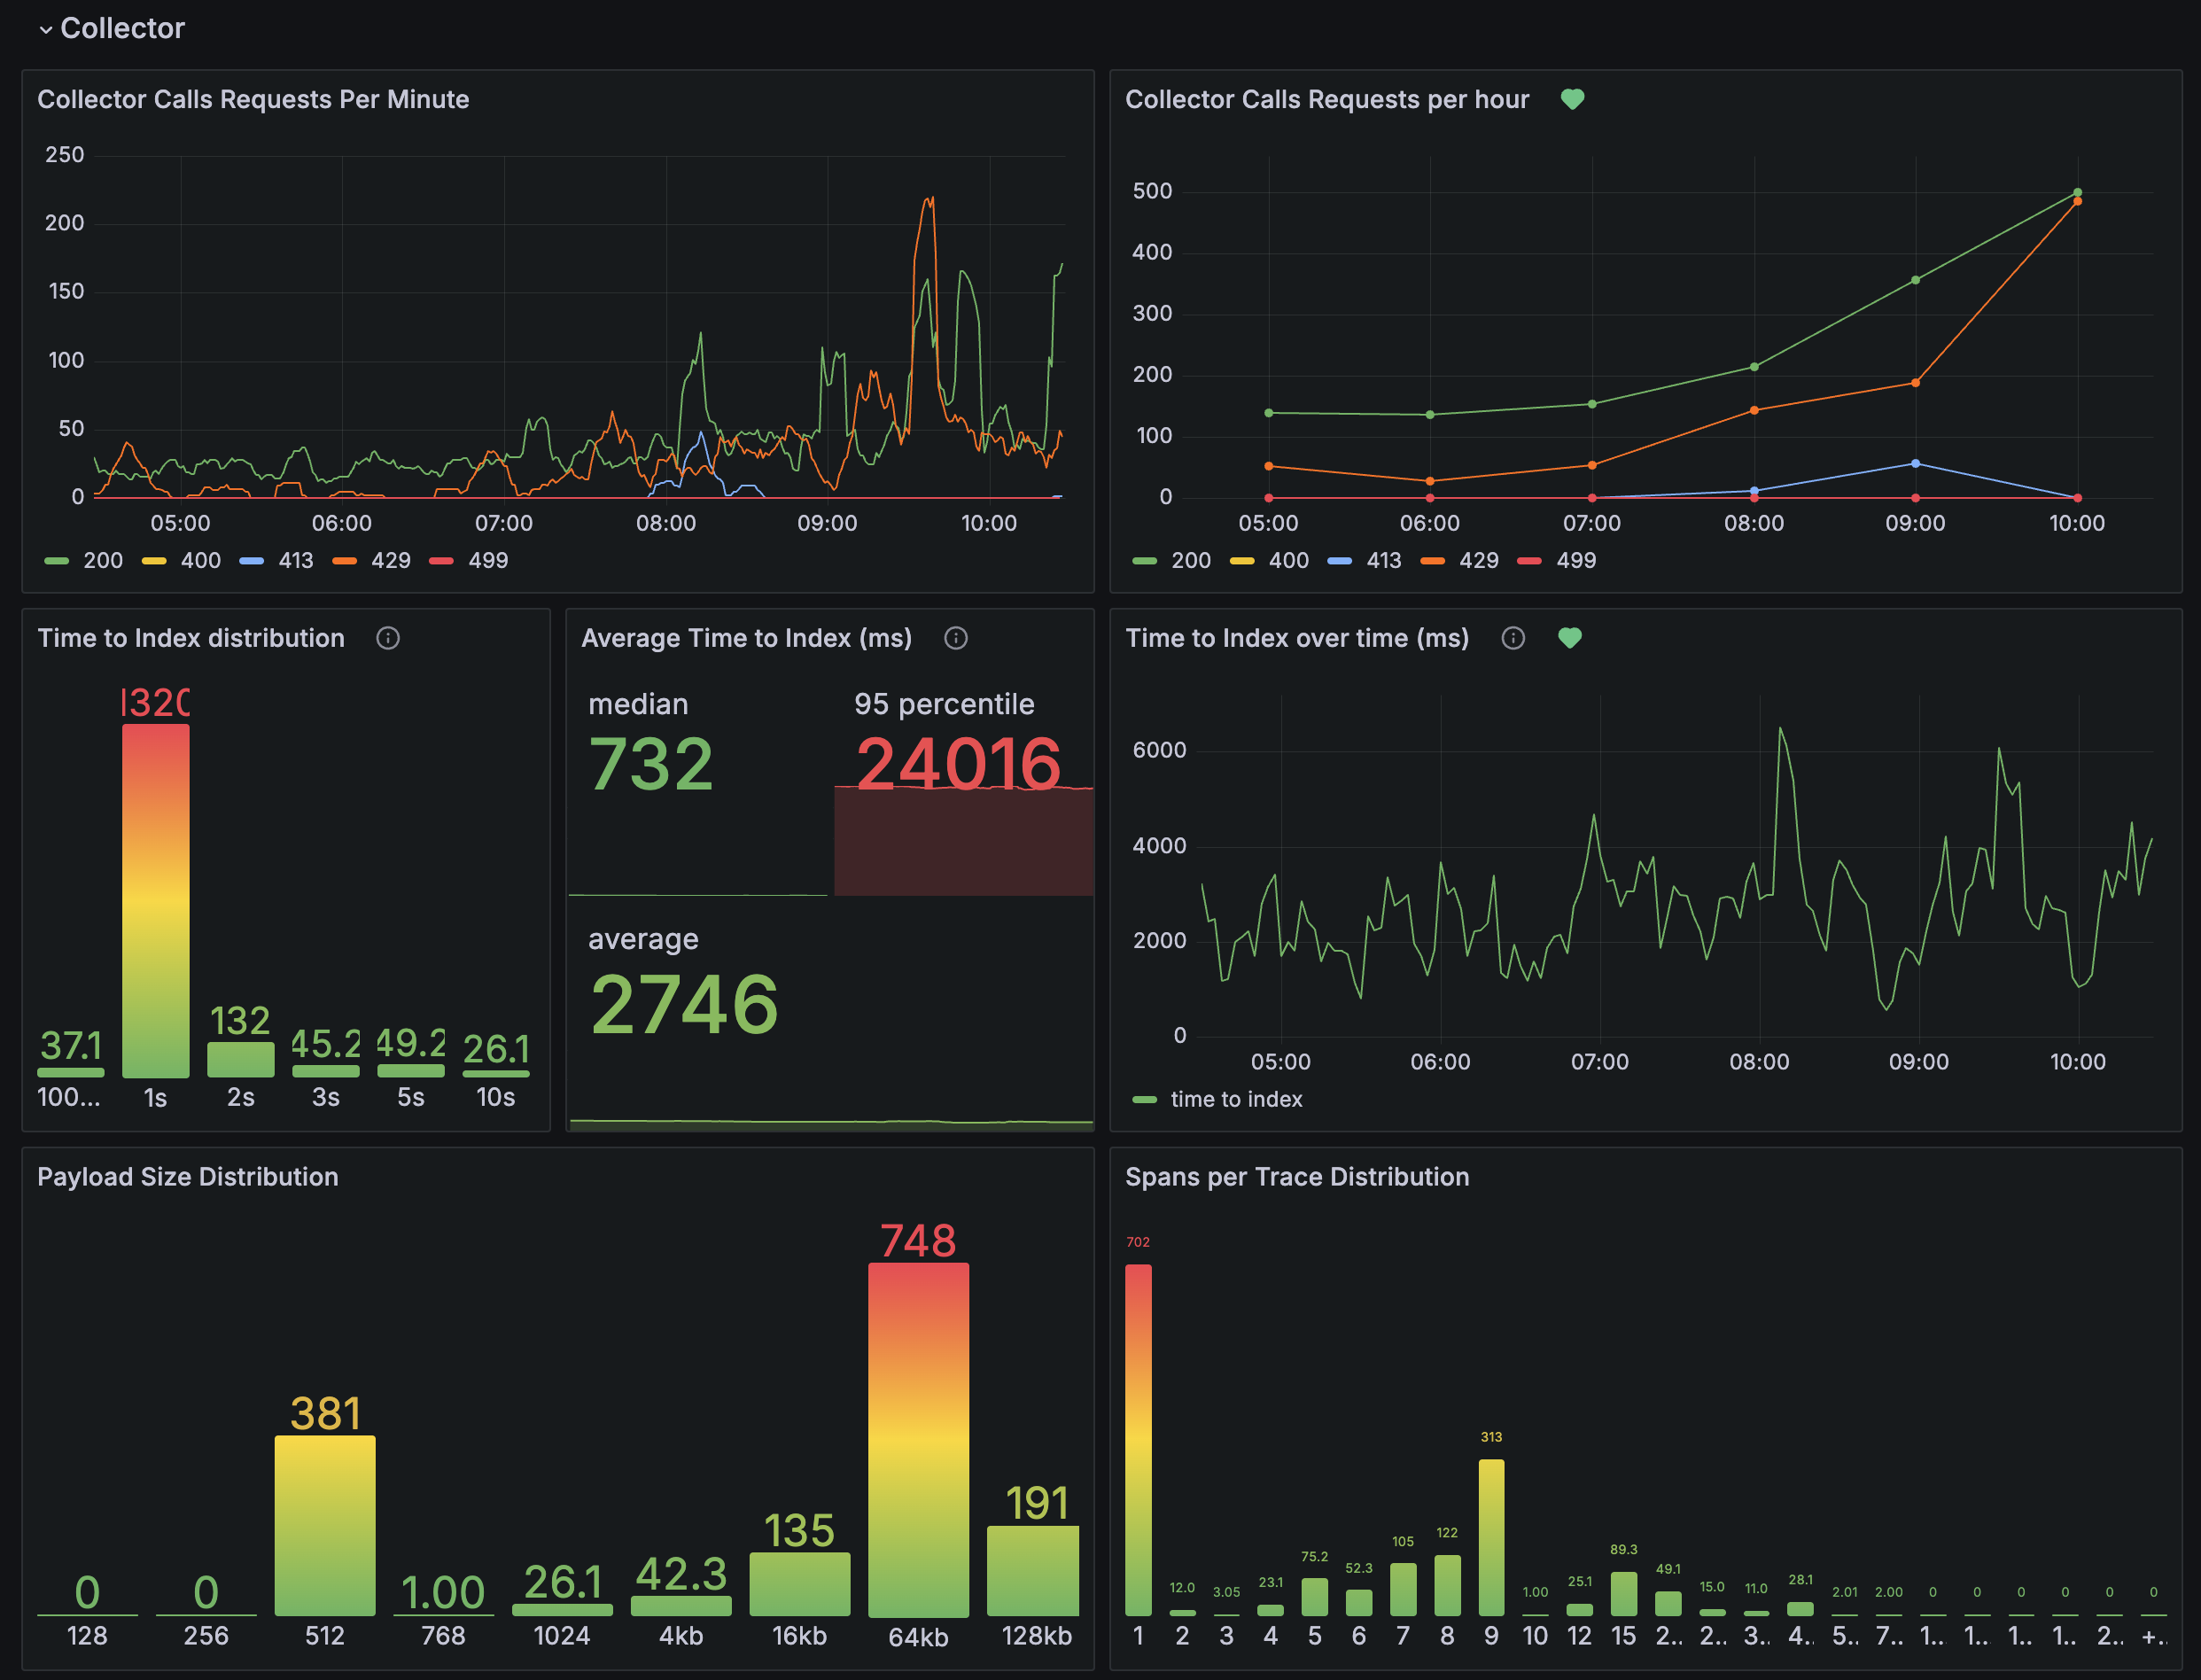 Collector
Collector Calls Requests Per Minute
250
200
150
100
50
0
05:00 06:00 07:00 08:00 09:00 10:00
200 400 413 429 499
Collector Calls Requests per hour
500
400
300
200
100
0
05:00 06:00 07:00 08:00 09:00 10:00
200 400 413 429 499
Time to Index distribution
320
132
37.1 45.2 49.2 26.1
100... 1s 2s 3s 5s 10s
Average Time to Index (ms)
median
732
95 percentile
24016
average
2746
Time to Index over time (ms)
6000
4000
2000
0
05:00 06:00 07:00 08:00 09:00 10:00
time to index
Payload Size Distribution
0 0 381 1.00 26.1 42.3 135 748 191
128 256 512 768 1024 4kb 16kb 64kb 128kb
Spans per Trace Distribution
702 12.0 3.05 23.1 75.2 52.3 105 122 313 1.00 25.1 89.3 49.1 15.0 11.0 28.1 2.01 2.00 0 0 0 0 0 0
1 2 3 4 5 6 7 8 9 10 12 15 2.. 2.. 3.. 4.. 5.. 7.. 1.. 1.. 1.. 1.. 2.. +..